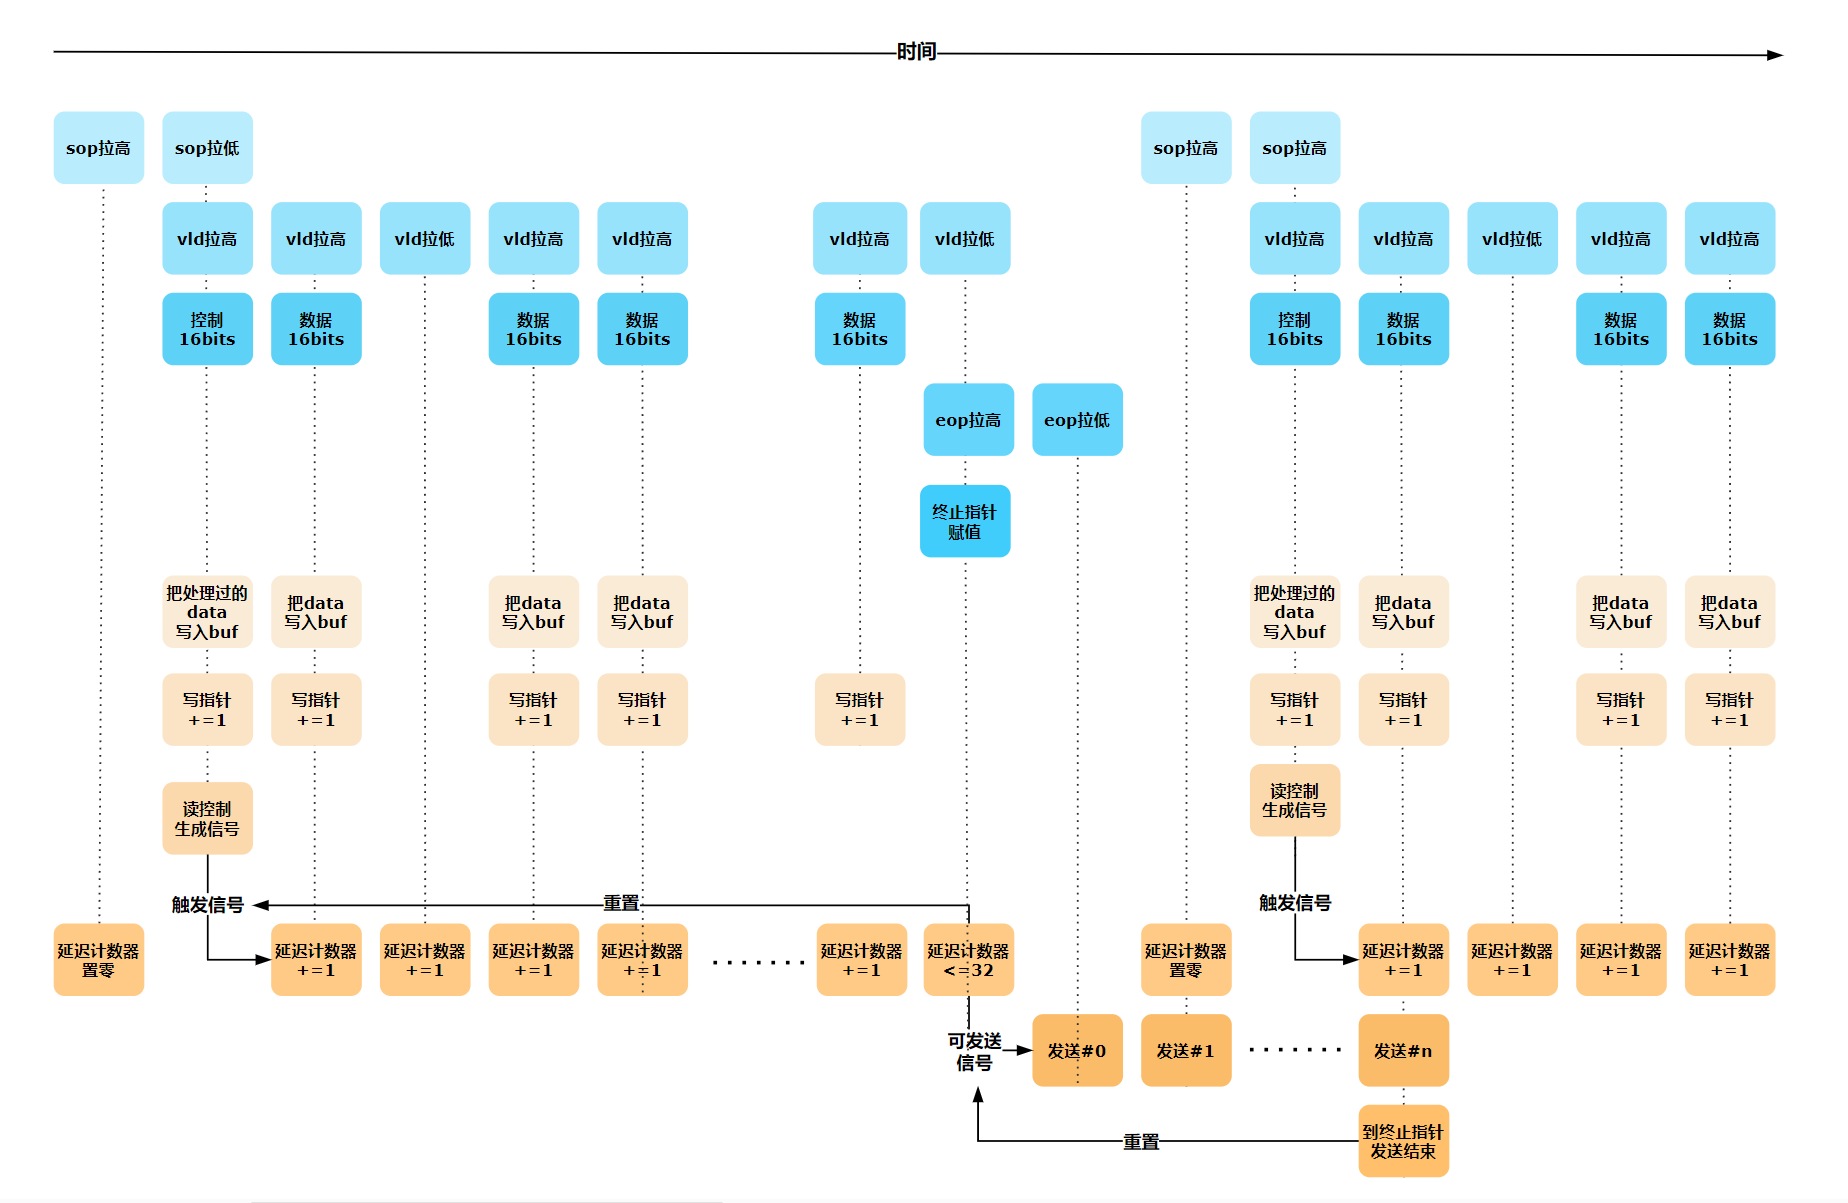 时间
sop拉高
sop拉低
sop拉高
sop拉高
vld拉高
vld拉高
vld拉低
vld拉高
vld拉高
vld拉高
vld拉低
vld拉高
vld拉高
vld拉低
vld拉高
vld拉高
控制
16bits
数据
16bits
数据
16bits
数据
16bits
数据
16bits
控制
16bits
数据
16bits
数据
16bits
数据
16bits
eop拉高
eop拉低
终止指针
赋值
把处理过的
data
写入buf
把data
写入buf
把data
写入buf
把data
写入buf
把处理过的
data
写入buf
把data
写入buf
把data
写入buf
把data
写入buf
写指针
+=1
写指针
+=1
写指针
+=1
写指针
+=1
写指针
+=1
写指针
+=1
写指针
+=1
写指针
+=1
写指针
+=1
读控制
生成信号
读控制
生成信号
触发信号
重置
触发信号
延迟计数器
置零
延迟计数器
+=1
延迟计数器
+=1
延迟计数器
+=1
延迟计数器
+=1
延迟计数器
+=1
延迟计数器
<=32
延迟计数器
置零
延迟计数器
+=1
延迟计数器
+=1
延迟计数器
+=1
延迟计数器
+=1
可发送
信号
发送#0
发送#1
发送#n
重置
到终止指针
发送结束